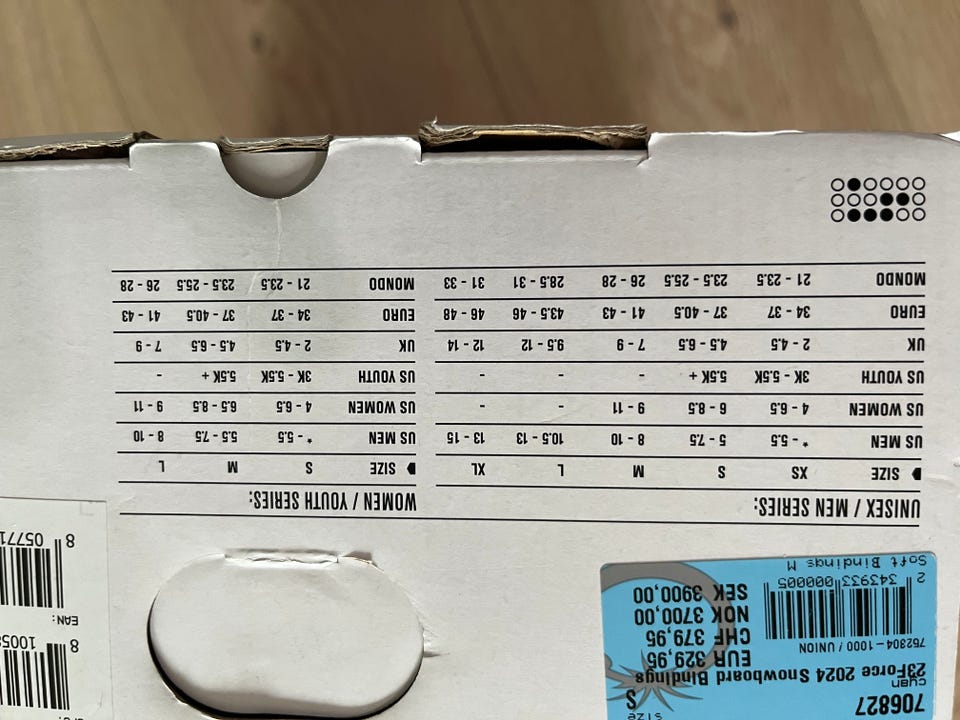 706827
size
S
cyan
23Force 2024 Snowboard Bindings
752304-1000 / UNION
EUR 329,95
CHF 379,95
NOK 3700,00
SEK 3900,00
2 343933 000005
Soft Bindings M
8 1005
EAN:
8 05771
UNISEX / MEN SERIES:
SIZE XS S M L XL
US MEN * - 5.5 5 - 7.5 8 - 10 10.5 - 13 13 - 15
US WOMEN 4 - 6.5 6 - 8.5 9 - 11 - -
US YOUTH 3K - 5.5K 5.5K + - - -
UK 2 - 4.5 4.5 - 6.5 7 - 9 9.5 - 12 12 - 14
EURO 34 - 37 37 - 40.5 41 - 43 43.5 - 46 46 - 48
MONDO 21 - 23.5 23.5 - 25.5 26 - 28 28.5 - 31 31 - 33
WOMEN / YOUTH SERIES:
SIZE S M L
US MEN * - 5.5 5.5 - 7.5 8 - 10
US WOMEN 4 - 6.5 6.5 - 8.5 9 - 11
US YOUTH 3K - 5.5K 5.5K + -
UK 2 - 4.5 4.5 - 6.5 7 - 9
EURO 34 - 37 37 - 40.5 41 - 43
MONDO 21 - 23.5 23.5 - 25.5 26 - 28